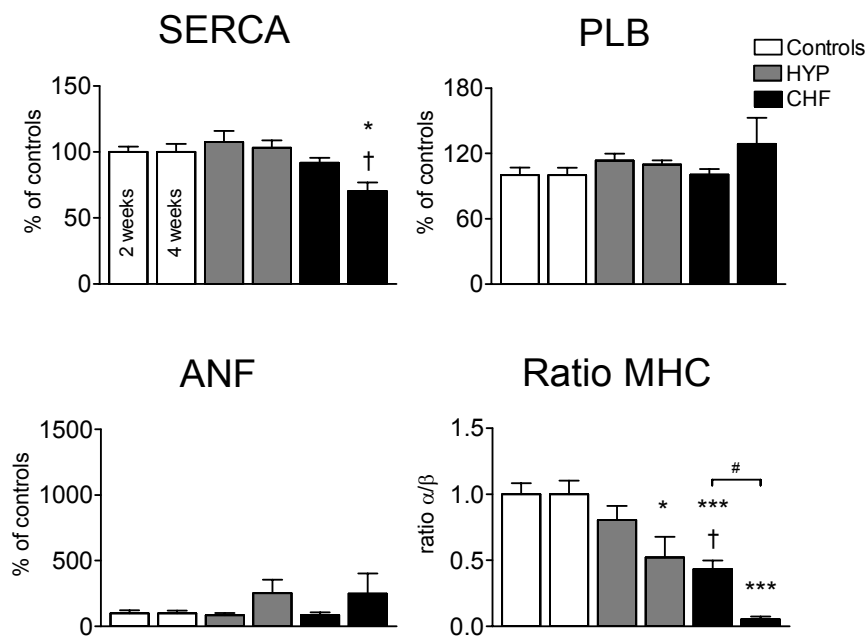 SERCA
150
100
50
0
% of controls
2 weeks
4 weeks
*
†
PLB
180
120
60
0
% of controls
Controls
HYP
CHF
ANF
1500
1000
500
0
% of controls
Ratio MHC
1.5
1.0
0.5
0.0
ratio α/β
*
***
†
#
***